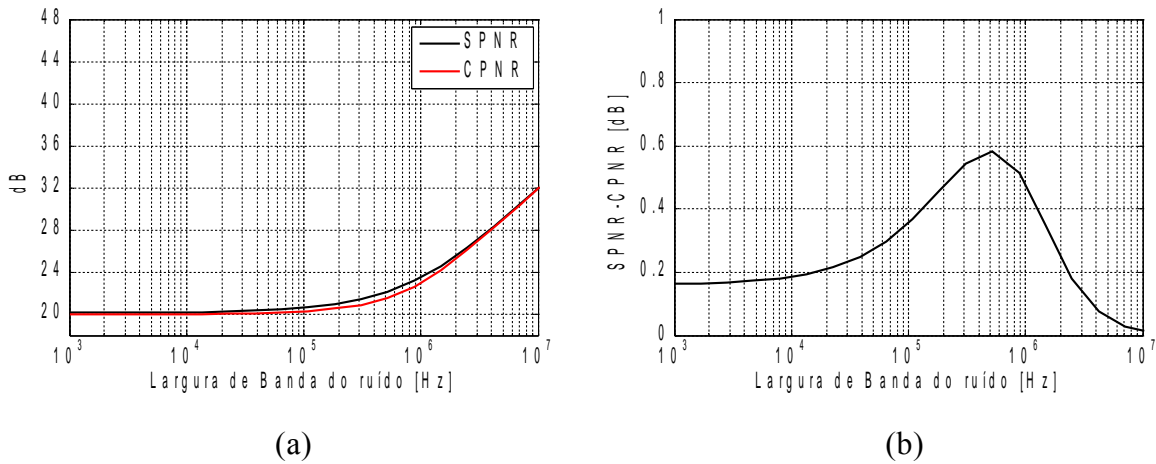 48
44
40
36
32
28
24
20
dB
SPNR
CPNR
10^3 10^4 10^5 10^6 10^7
Largura de Banda do ruído [Hz]
(a)
1
0.8
0.6
0.4
0.2
0
SPNR-CPNR [dB]
10^3 10^4 10^5 10^6 10^7
Largura de Banda do ruído [Hz]
(b)